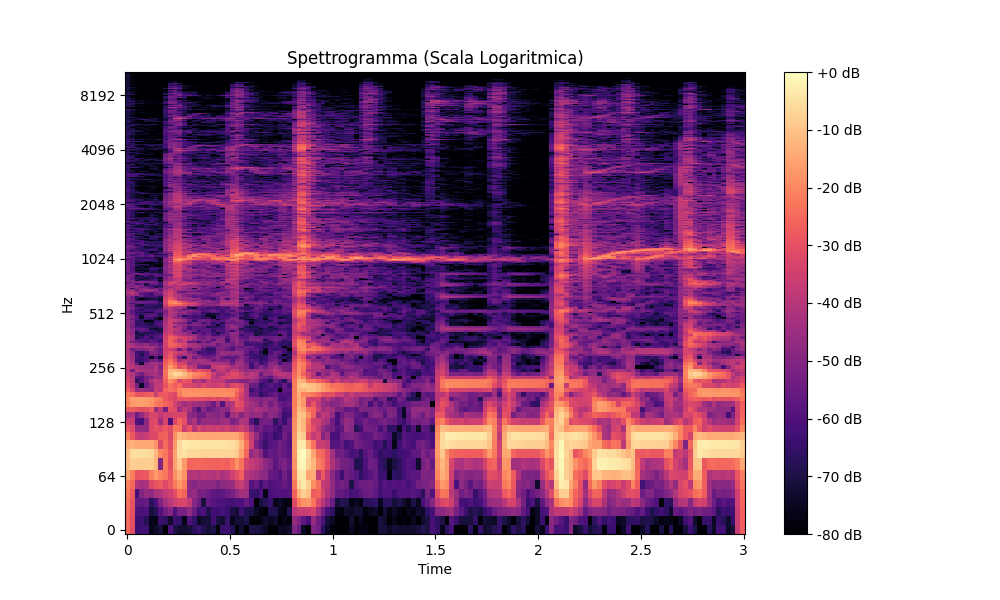 Spettrogramma (Scala Logaritmica)
8192
4096
2048
1024
512
256
128
64
0
Hz
0
0.5
1
1.5
2
2.5
3
Time
+0 dB
-10 dB
-20 dB
-30 dB
-40 dB
-50 dB
-60 dB
-70 dB
-80 dB